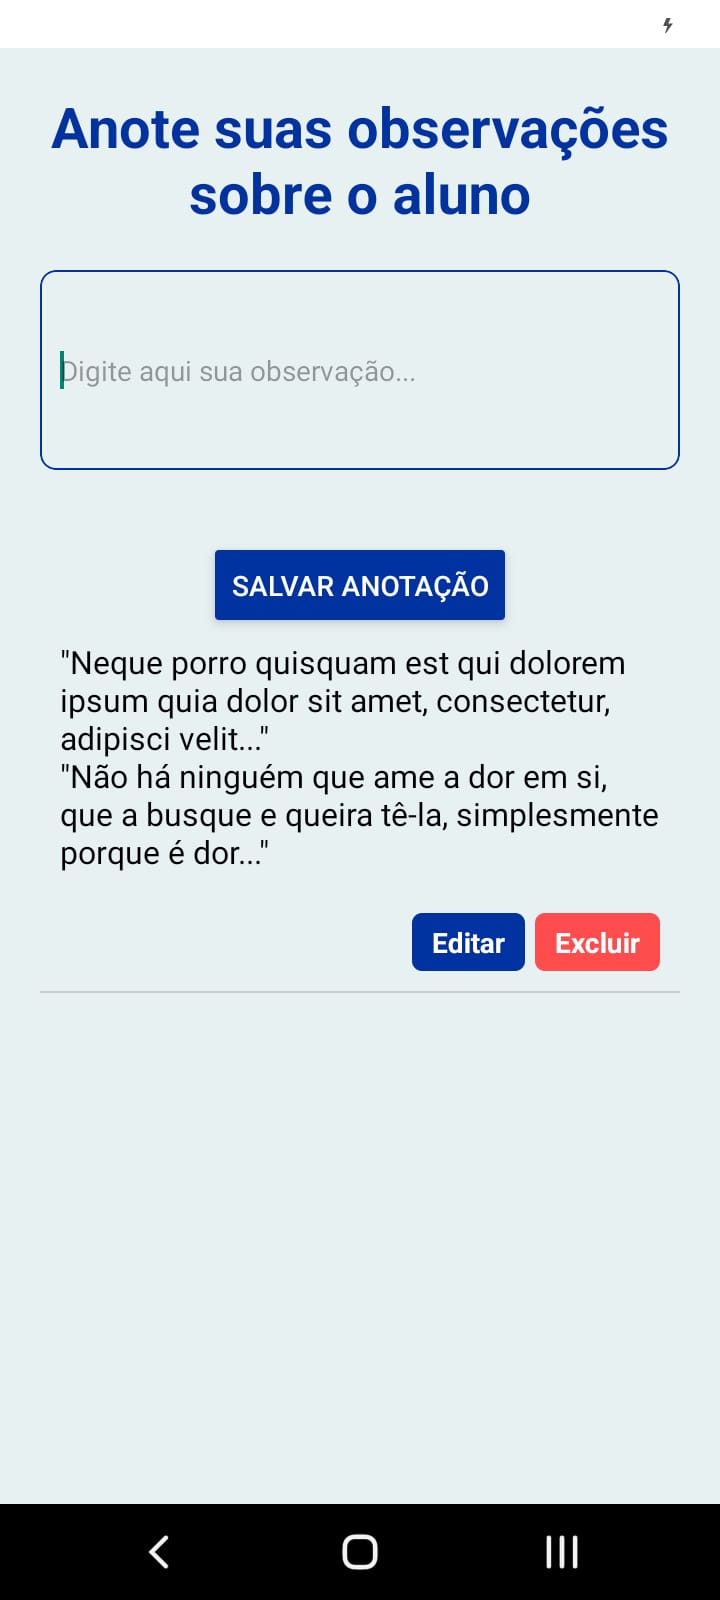 Anote suas observações
sobre o aluno
Digite aqui sua observação...
SALVAR ANOTAÇÃO
"Neque porro quisquam est qui dolorem
ipsum quia dolor sit amet, consectetur,
adipisci velit..."
"Não há ninguém que ame a dor em si,
que a busque e queira tê-la, simplesmente
porque é dor..."
Editar
Excluir